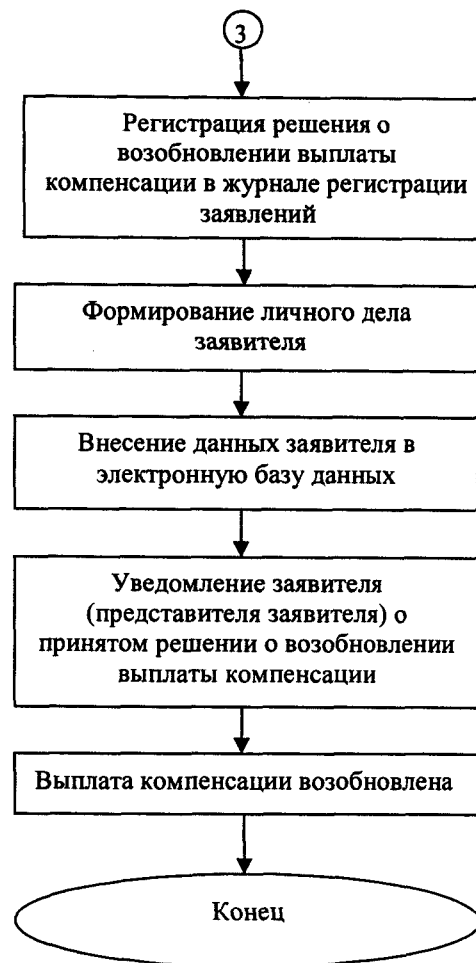 3
Регистрация решения о
возобновлении выплаты
компенсации в журнале регистрации
заявлений
Формирование личного дела
заявителя
Внесение данных заявителя в
электронную базу данных
Уведомление заявителя
(представителя заявителя) о
принятом решении о возобновлении
выплаты компенсации
Выплата компенсации возобновлена
Конец